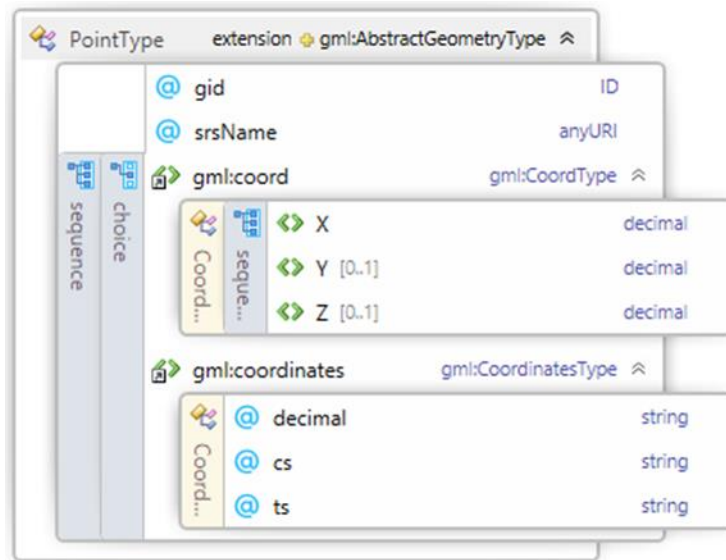 PointType extension gml:AbstractGeometryType
@ gid ID
@ srsName anyURI
sequence
choice
gml:coord gml:CoordType
Coord...
seque...
X decimal
Y [0..1] decimal
Z [0..1] decimal
gml:coordinates gml:CoordinatesType
Coord...
@ decimal string
@ cs string
@ ts string